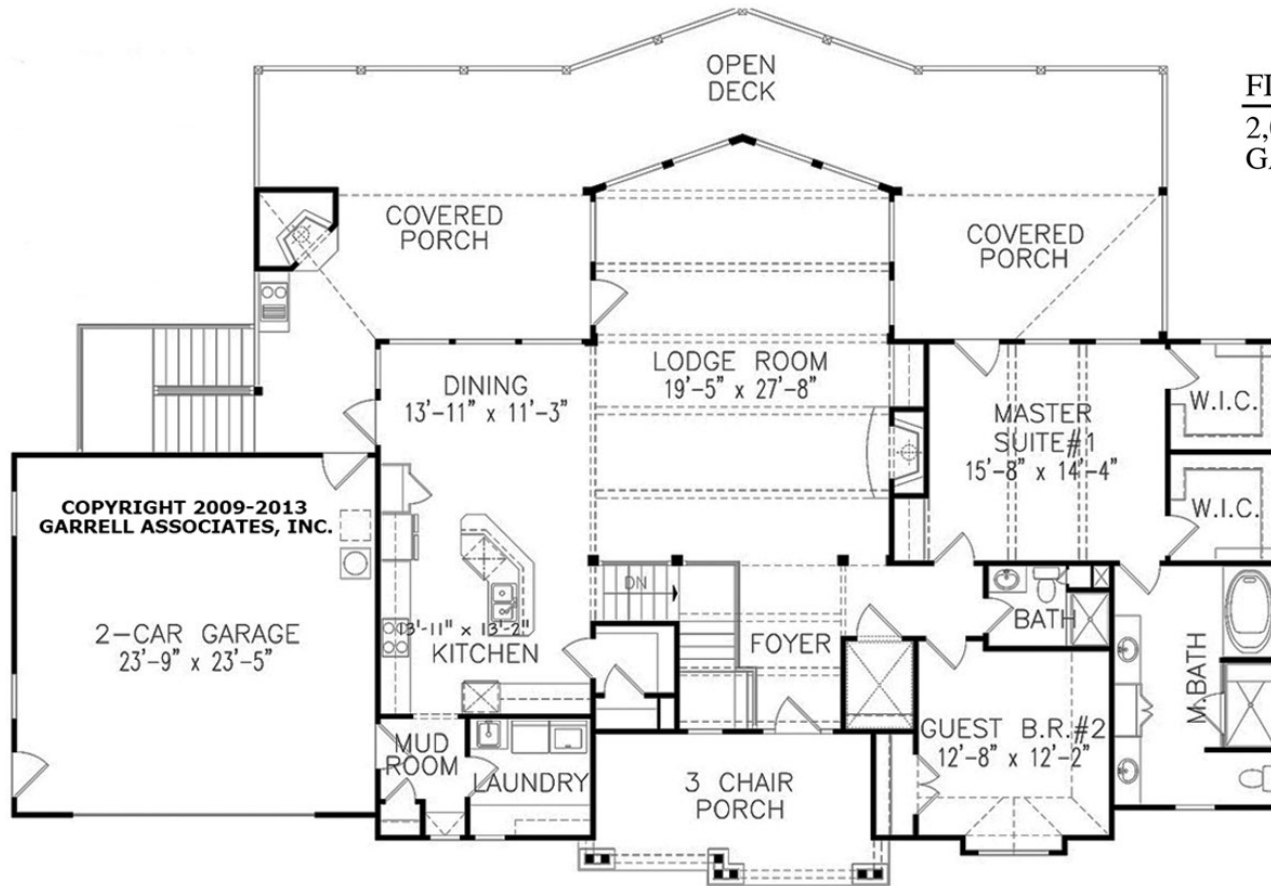 OPEN
DECK
COVERED
PORCH
COVERED
PORCH
LODGE ROOM
19'-5" x 27'-8"
DINING
13'-11" x 11'-3"
MASTER
SUITE#1
15'-8" x 14'-4"
W.I.C.
W.I.C.
COPYRIGHT 2009-2013
GARRELL ASSOCIATES, INC.
2-CAR GARAGE
23'-9" x 23'-5"
13'-11" x 13'-2"
KITCHEN
DN
FOYER
BATH
M.BATH
MUD
ROOM
LAUNDRY
3 CHAIR
PORCH
GUEST B.R.#2
12'-8" x 12'-2"